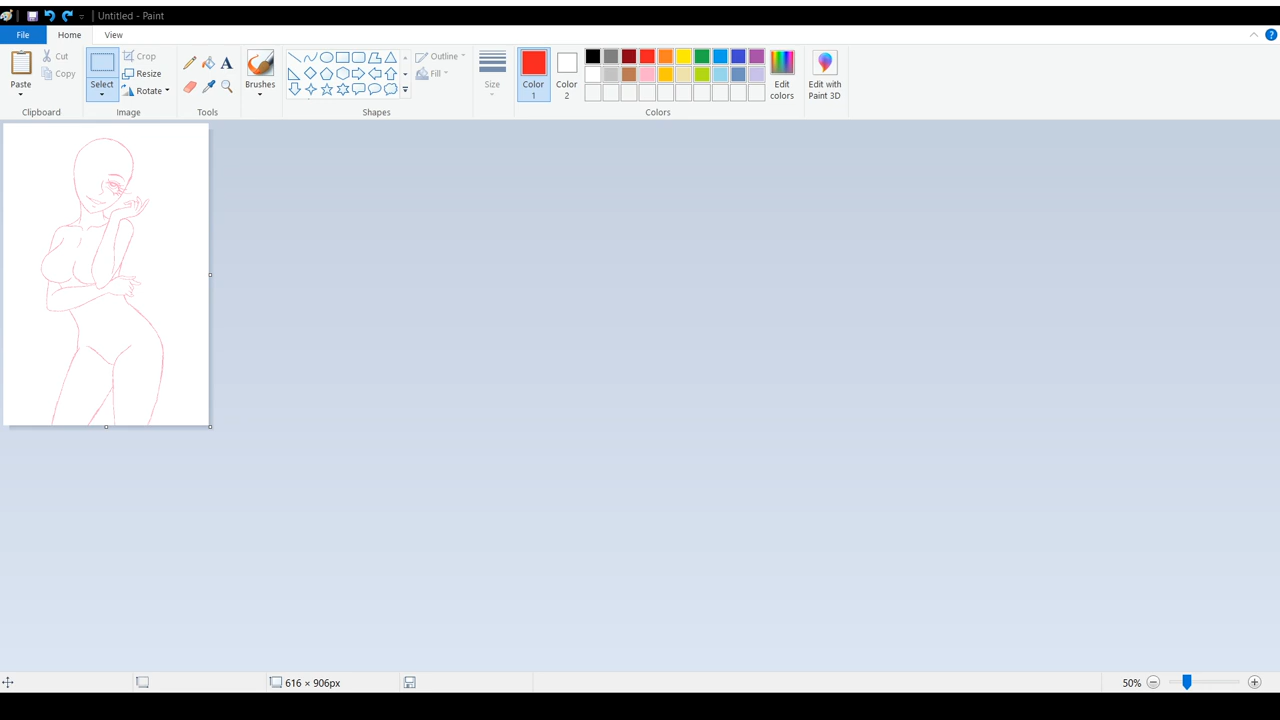 Untitled - Paint
File Home View
Paste
Cut
Copy
Clipboard
Select
Crop
Resize
Rotate
Image
A
Tools
Brushes
Outline
Fill
Shapes
Size
Color 1
Color 2
Edit colors
Colors
Edit with Paint 3D
616 × 906px
50%